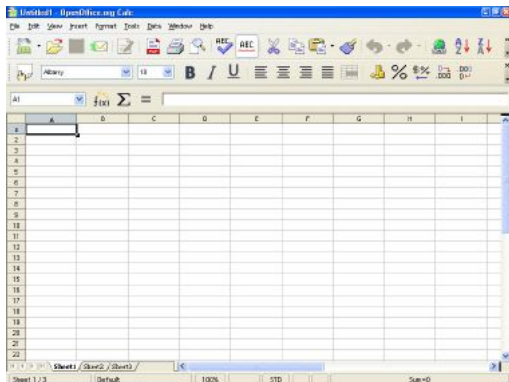 Untitled1 - OpenOffice.org Calc
File Edit View Insert Format Tools Data Window Help
ABC ABC
Albany 10 B I U
A1 f(x) Σ =
A B C D E F G H I
1
2
3
4
5
6
7
8
9
10
11
12
13
14
15
16
17
18
19
20
21
22
Sheet1 Sheet2 Sheet3
Sheet 1 / 3 Default 100% STD Sum=0